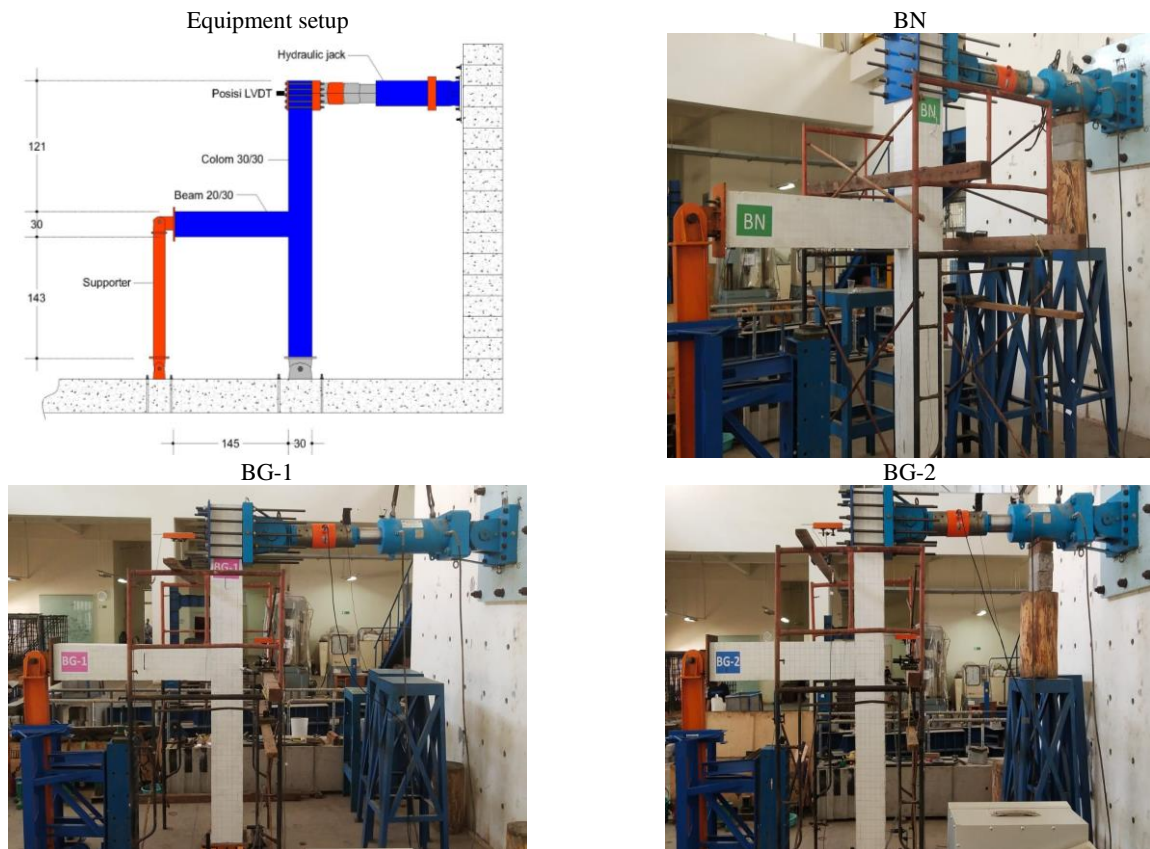 Equipment setup
BN
Hydraulic jack
Posisi LVDT
121
Colom 30/30
Beam 20/30
30
Supporter
143
145
30
BN
BN
BG-1
BG-2
BG-1
BG-1
BG-2